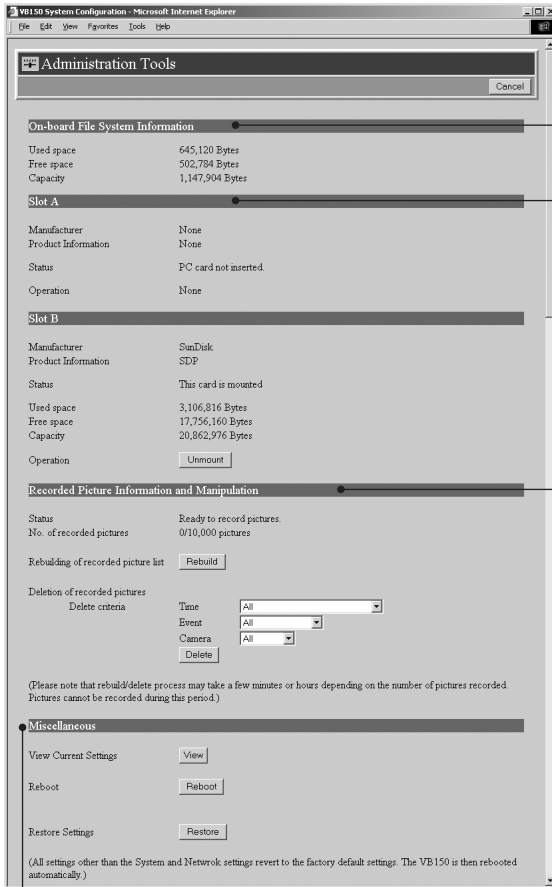 VB150 System Configuration - Microsoft Internet Explorer
File Edit View Favorites Tools Help
Administration Tools
Cancel
On-board File System Information
Used space 645,120 Bytes
Free space 502,784 Bytes
Capacity 1,147,904 Bytes
Slot A
Manufacturer None
Product Information None
Status PC card not inserted.
Operation None
Slot B
Manufacturer SunDisk
Product Information SDP
Status This card is mounted
Used space 3,106,816 Bytes
Free space 17,756,160 Bytes
Capacity 20,862,976 Bytes
Operation Unmount
Recorded Picture Information and Manipulation
Status Ready to record pictures.
No. of recorded pictures 0/10,000 pictures
Rebuilding of recorded picture list Rebuild
Deletion of recorded pictures
Delete criteria Time All
Event All
Camera All
Delete
(Please note that rebuild/delete process may take a few minutes or hours depending on the number of pictures recorded.
Pictures cannot be recorded during this period.)
Miscellaneous
View Current Settings View
Reboot Reboot
Restore Settings Restore
(All settings other than the System and Netwrok settings revert to the factory default settings. The VB150 is then rebooted
automatically.)